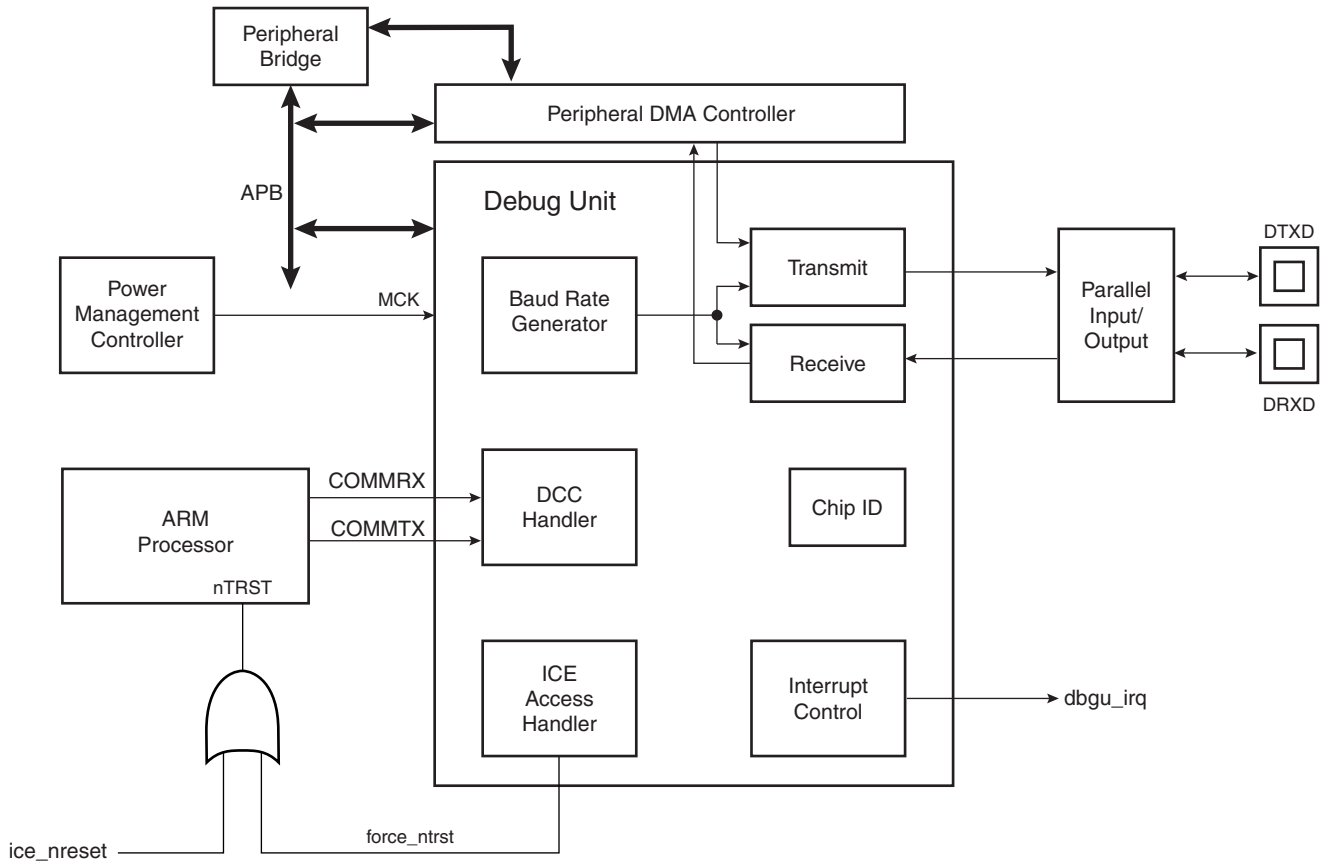 Peripheral
Bridge
Peripheral DMA Controller
APB
Debug Unit
DTXD
Transmit
Power
Management
Controller
MCK
Baud Rate
Generator
Parallel
Input/
Output
Receive
DRXD
COMMRX
DCC
Handler
ARM
Processor
COMMTX
Chip ID
nTRST
ICE
Access
Handler
Interrupt
Control
dbgu_irq
force_ntrst
ice_nreset